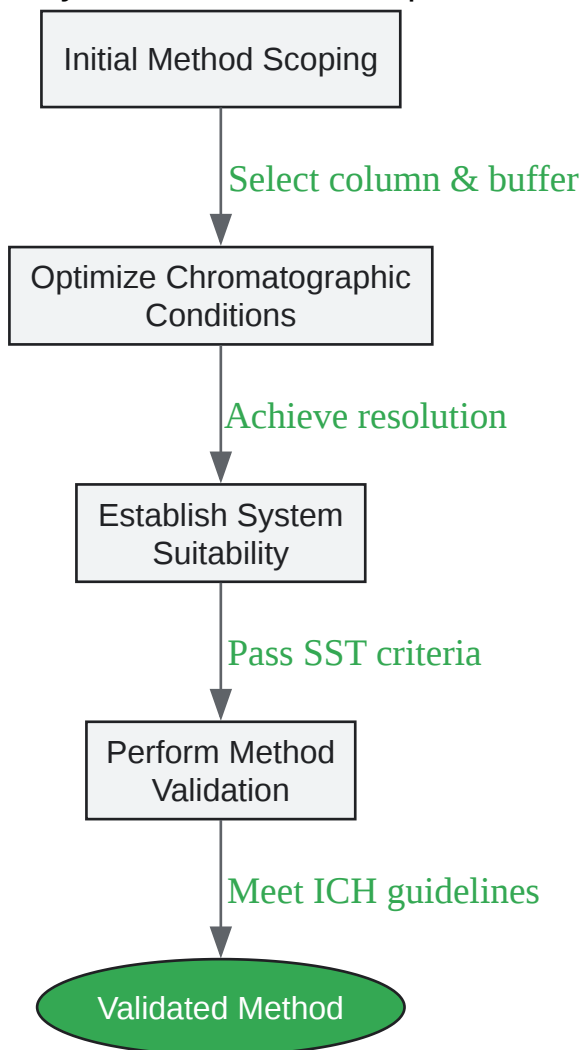 Initial Method Scoping
Select column & buffer
Optimize Chromatographic
Conditions
Achieve resolution
Establish System
Suitability
Pass SST criteria
Perform Method
Validation
Meet ICH guidelines
Validated Method